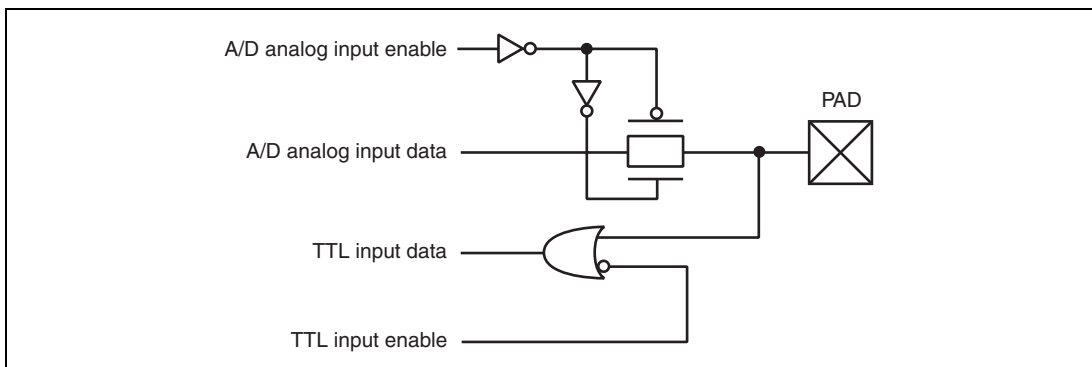 A/D analog input enable
PAD
A/D analog input data
TTL input data
TTL input enable